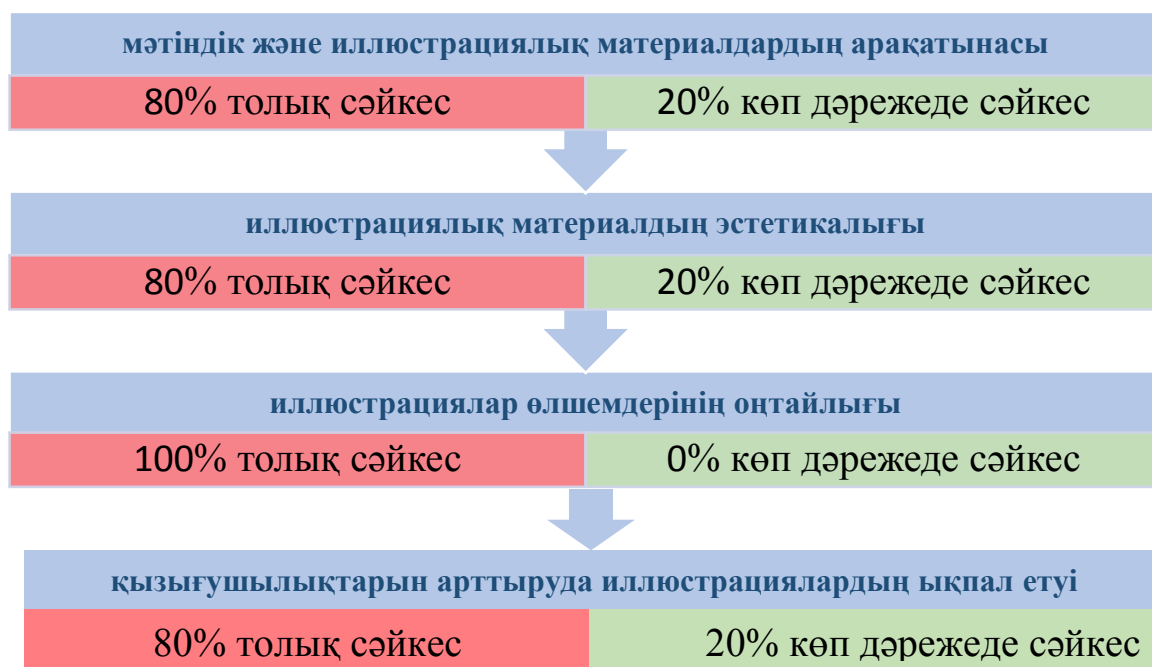 мәтіндік және иллюстрациялық материалдардың арақатынасы
80% толық сәйкес 20% көп дәрежеде сәйкес
иллюстрациялық материалдың эстетикалығы
80% толық сәйкес 20% көп дәрежеде сәйкес
иллюстрациялар өлшемдерінің оңтайлығы
100% толық сәйкес 0% көп дәрежеде сәйкес
қызығушылықтарын арттыруда иллюстрациялардың ықпал етуі
80% толық сәйкес 20% көп дәрежеде сәйкес